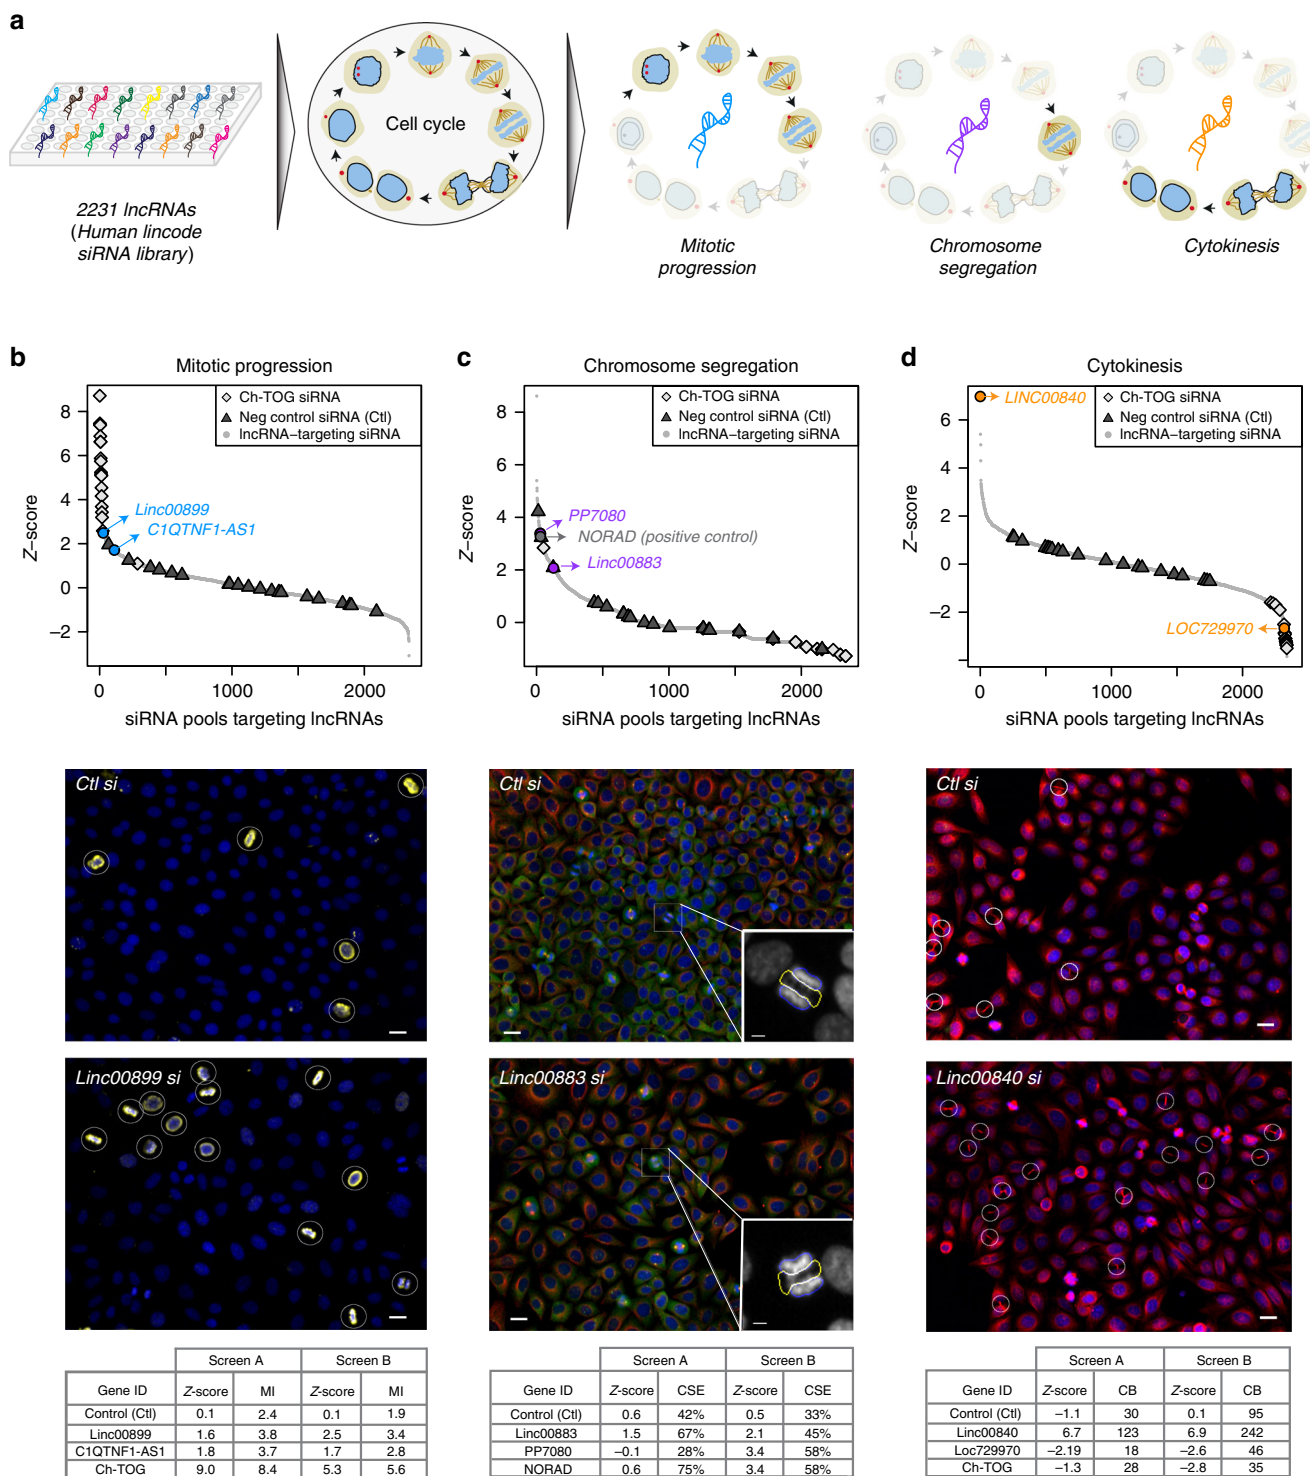 a
Cell cycle
2231 lncRNAs
(Human lincode
siRNA library)
Mitotic
progression
Chromosome
segregation
Cytokinesis
b
Mitotic progression
Ch-TOG siRNA
Neg control siRNA (Ctl)
lncRNA−targeting siRNA
Linc00899
C1QTNF1-AS1
Z−score
8
6
4
2
0
−2
0
1000
2000
siRNA pools targeting lncRNAs
c
Chromosome segregation
Ch-TOG siRNA
Neg control siRNA (Ctl)
lncRNA−targeting siRNA
PP7080
NORAD (positive control)
Linc00883
Z−score
8
6
4
2
0
0
1000
2000
siRNA pools targeting lncRNAs
d
Cytokinesis
LINC00840
Ch-TOG siRNA
Neg control siRNA (Ctl)
lncRNA−targeting siRNA
LOC729970
Z−score
6
4
2
0
−2
0
1000
2000
siRNA pools targeting lncRNAs
Ctl si
Ctl si
Ctl si
Linc00899 si
Linc00883 si
Linc00840 si
Screen A Screen B
Gene ID Z-score MI Z-score MI
Control (Ctl) 0.1 2.4 0.1 1.9
Linc00899 1.6 3.8 2.5 3.4
C1QTNF1-AS1 1.8 3.7 1.7 2.8
Ch-TOG 9.0 8.4 5.3 5.6
Screen A Screen B
Gene ID Z-score CSE Z-score CSE
Control (Ctl) 0.6 42% 0.5 33%
Linc00883 1.5 67% 2.1 45%
PP7080 −0.1 28% 3.4 58%
NORAD 0.6 75% 3.4 58%
Screen A Screen B
Gene ID Z-score CB Z-score CB
Control (Ctl) −1.1 30 0.1 95
Linc00840 6.7 123 6.9 242
Loc729970 −2.19 18 −2.6 46
Ch-TOG −1.3 28 −2.8 35